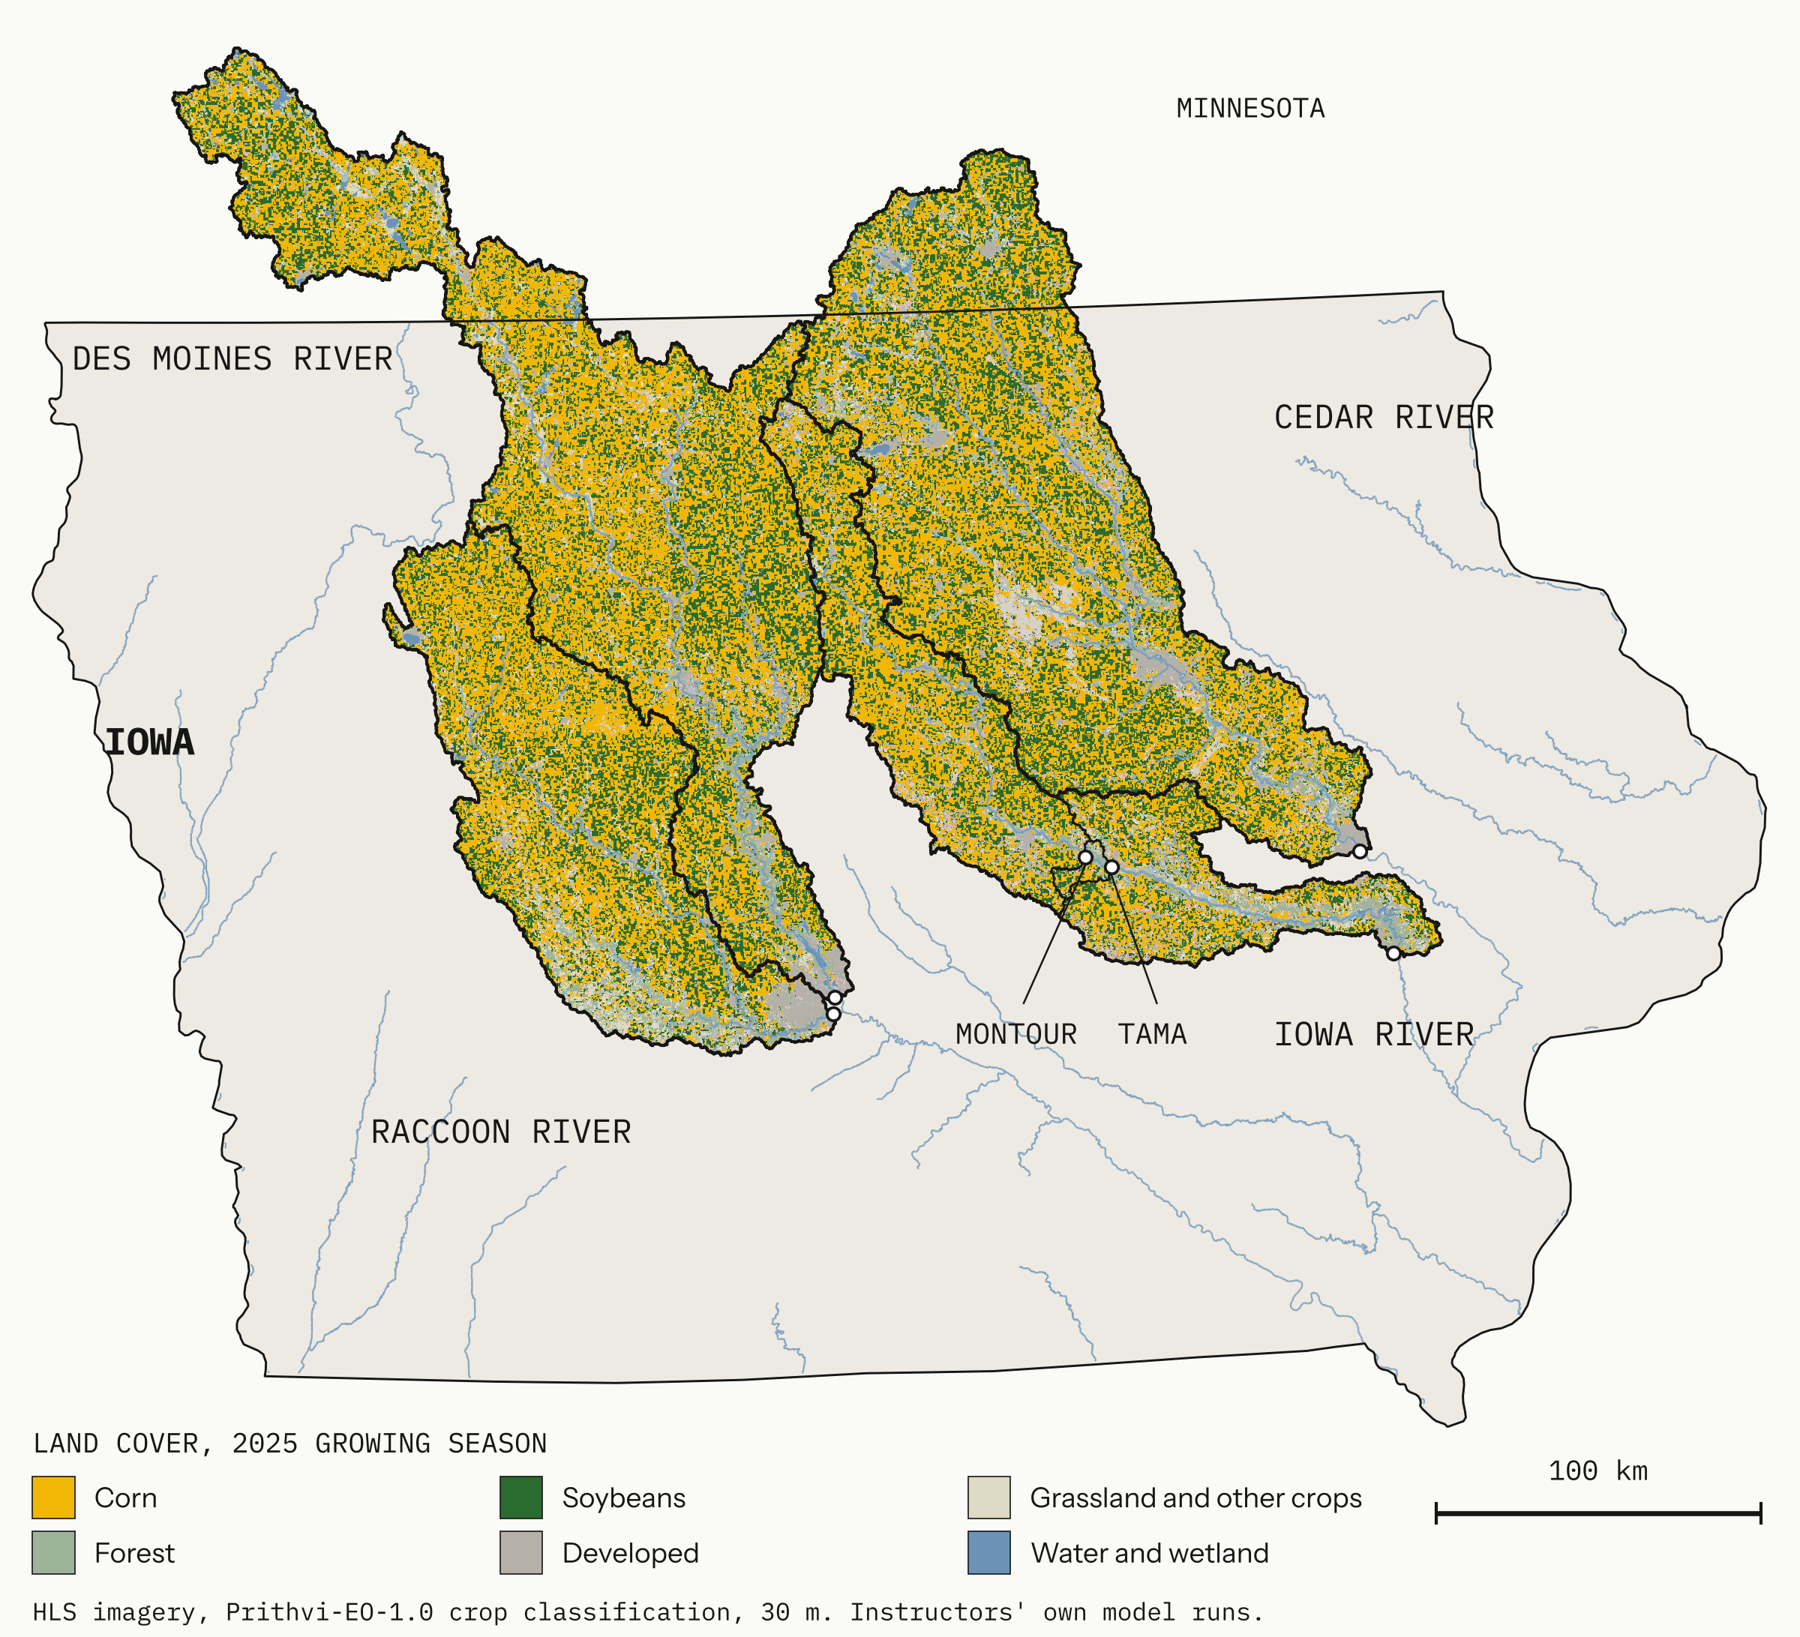 MINNESOTA
DES MOINES RIVER
CEDAR RIVER
IOWA
MONTOUR
TAMA
IOWA RIVER
RACCOON RIVER
LAND COVER, 2025 GROWING SEASON
Corn
Soybeans
Grassland and other crops
Forest
Developed
Water and wetland
100 km
HLS imagery, Prithvi-EO-1.0 crop classification, 30 m. Instructors' own model runs.